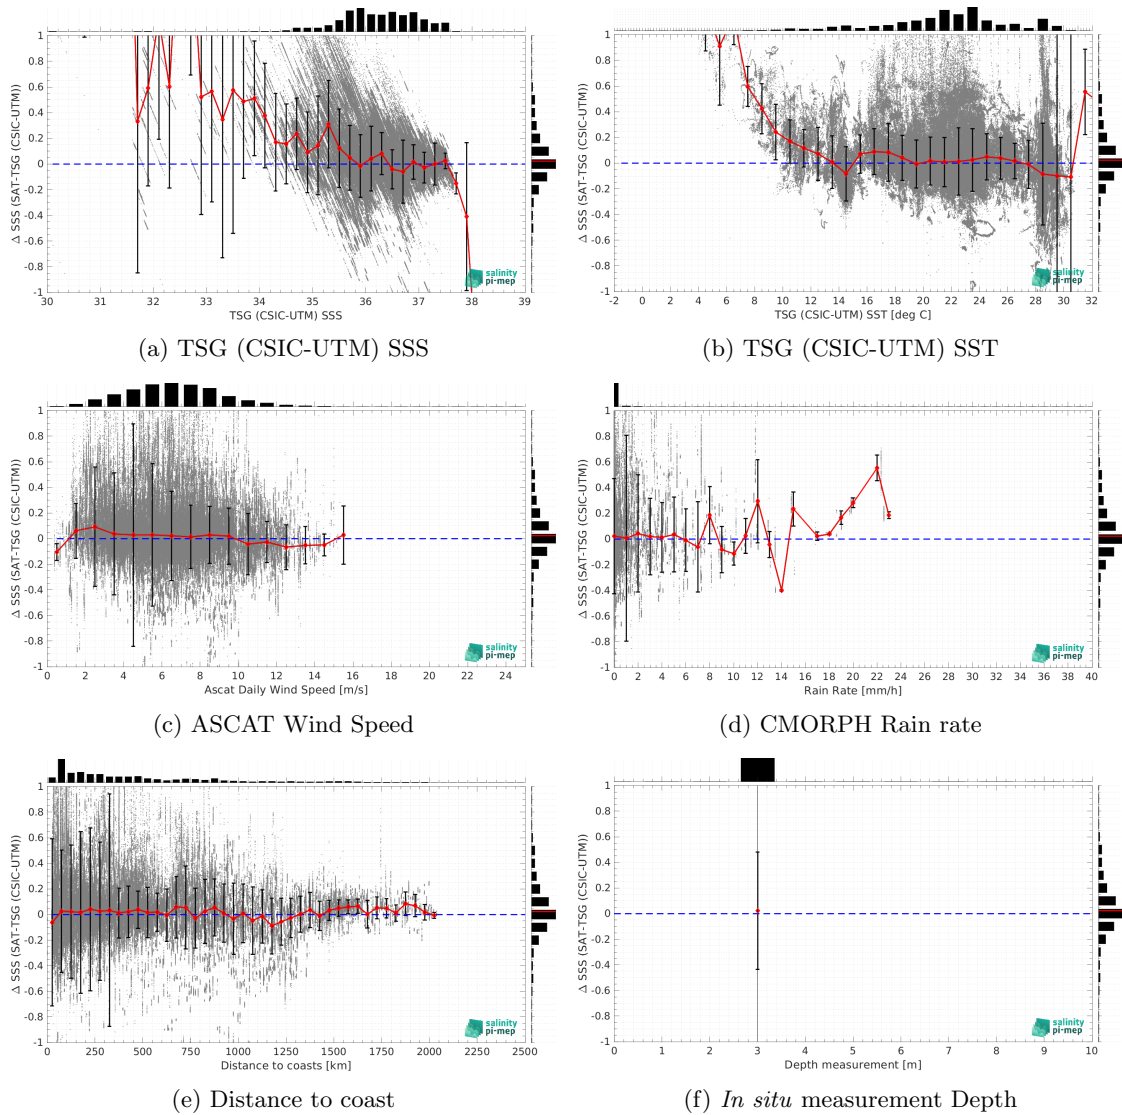 1
0.8
0.6
0.4
0.2
0
-0.2
-0.4
-0.6
-0.8
-1
Δ SSS (SAT-TSG (CSIC-UTM))
30 31 32 33 34 35 36 37 38 39
TSG (CSIC-UTM) SSS
salinity
pi-mep
(a) TSG (CSIC-UTM) SSS
1
0.8
0.6
0.4
0.2
0
-0.2
-0.4
-0.6
-0.8
-1
Δ SSS (SAT-TSG (CSIC-UTM))
-2 0 2 4 6 8 10 12 14 16 18 20 22 24 26 28 30 32
TSG (CSIC-UTM) SST [deg C]
salinity
pi-mep
(b) TSG (CSIC-UTM) SST
1
0.8
0.6
0.4
0.2
0
-0.2
-0.4
-0.6
-0.8
-1
Δ SSS (SAT-TSG (CSIC-UTM))
0 2 4 6 8 10 12 14 16 18 20 22 24
Ascat Daily Wind Speed [m/s]
salinity
pi-mep
(c) ASCAT Wind Speed
1
0.8
0.6
0.4
0.2
0
-0.2
-0.4
-0.6
-0.8
-1
Δ SSS (SAT-TSG (CSIC-UTM))
0 2 4 6 8 10 12 14 16 18 20 22 24 26 28 30 32 34 36 38 40
Rain Rate [mm/h]
salinity
pi-mep
(d) CMORPH Rain rate
1
0.8
0.6
0.4
0.2
0
-0.2
-0.4
-0.6
-0.8
-1
Δ SSS (SAT-TSG (CSIC-UTM))
0 250 500 750 1000 1250 1500 1750 2000 2250 2500
Distance to coasts [km]
salinity
pi-mep
(e) Distance to coast
1
0.8
0.6
0.4
0.2
0
-0.2
-0.4
-0.6
-0.8
-1
Δ SSS (SAT-TSG (CSIC-UTM))
0 1 2 3 4 5 6 7 8 9 10
Depth measurement [m]
salinity
pi-mep
(f) In situ measurement Depth